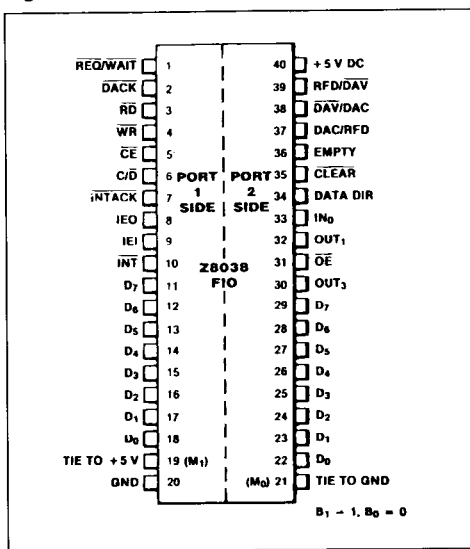 REQ/WAIT 1 40 +5 V DC
DACK 2 39 RFD/DAV
RD 3 38 DAV/DAC
WR 4 37 DAC/RFD
CE 5 36 EMPTY
C/D 6 35 CLEAR
INTACK 7 34 DATA DIR
PORT 1 SIDE
PORT 2 SIDE
IEO 8 33 IN0
IEI 9 32 OUT1
INT 10 31 OE
Z8038 FIO
D7 11 30 OUT3
D6 12 29 D7
D5 13 28 D6
D4 14 27 D5
D3 15 26 D4
D2 16 25 D3
D1 17 24 D2
D0 18 23 D1
TIE TO +5 V 19 (M1) 22 D0
GND 20 (M0) 21 TIE TO GND
B1 - 1, B0 = 0